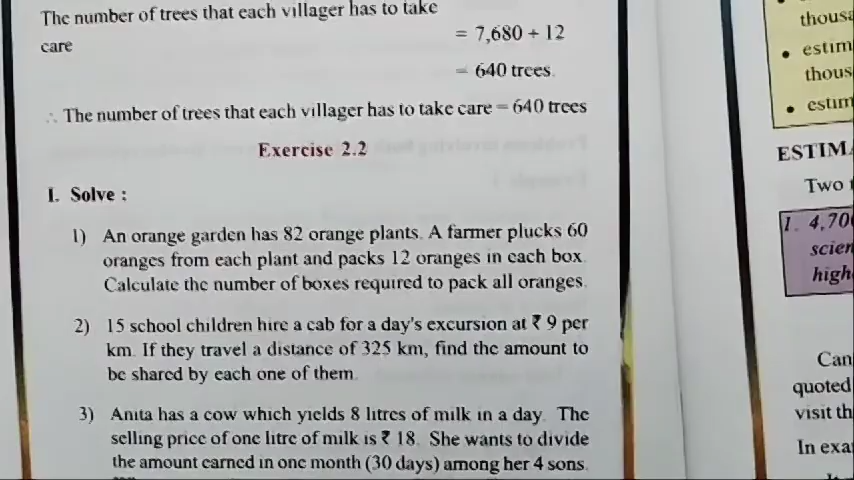 The number of trees that each villager has to take
care
= 7,680 ÷ 12
= 640 trees.
∴ The number of trees that each villager has to take care = 640 trees
Exercise 2.2
I. Solve :
1) An orange garden has 82 orange plants. A farmer plucks 60
oranges from each plant and packs 12 oranges in each box.
Calculate the number of boxes required to pack all oranges.
2) 15 school children hire a cab for a day's excursion at ₹ 9 per
km. If they travel a distance of 325 km, find the amount to
be shared by each one of them.
3) Anita has a cow which yields 8 litres of milk in a day. The
selling price of one litre of milk is ₹ 18. She wants to divide
the amount earned in one month (30 days) among her 4 sons.
thousa
• estim
thous
• estim
ESTIMA
Two
1. 4,70
scien
high
Can
quoted
visit th
In exa